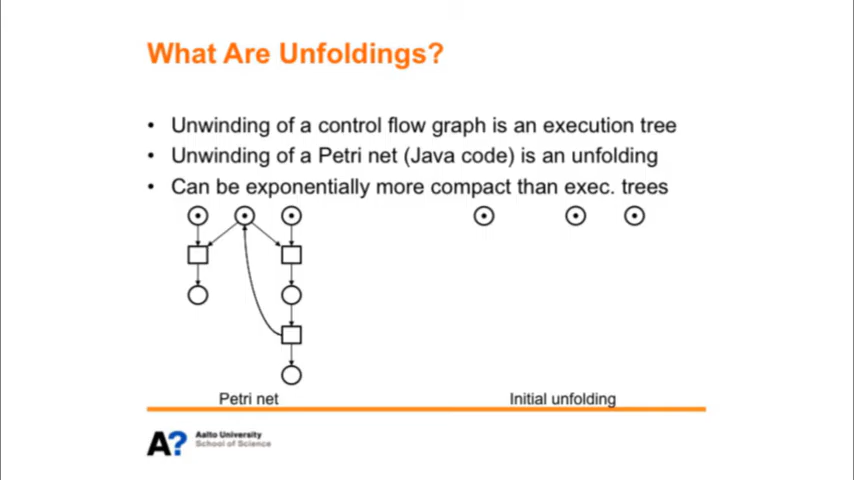 What Are Unfoldings?
• Unwinding of a control flow graph is an execution tree
• Unwinding of a Petri net (Java code) is an unfolding
• Can be exponentially more compact than exec. trees
Petri net
Initial unfolding
A?
Aalto University
School of Science